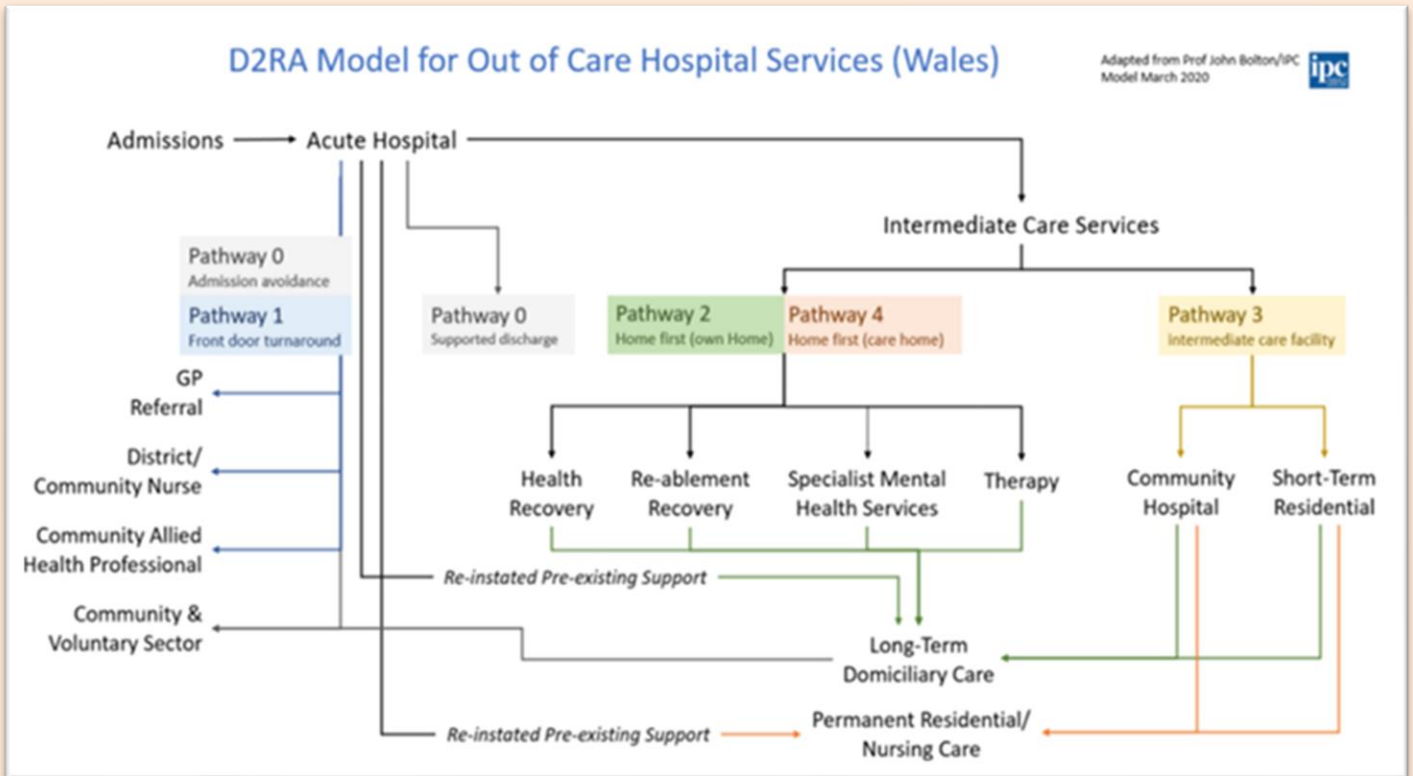 D2RA Model for Out of Care Hospital Services (Wales)
Adapted from Prof John Bolton/IPC
Model March 2020
ipc
Admissions
Acute Hospital
Intermediate Care Services
Pathway 0
Admission avoidance
Pathway 1
Front door turnaround
Pathway 0
Supported discharge
Pathway 2
Home first (own Home)
Pathway 4
Home first (care home)
Pathway 3
Intermediate care facility
GP
Referral
District/
Community Nurse
Community Allied
Health Professional
Community &
Voluntary Sector
Health
Recovery
Re-ablement
Recovery
Specialist Mental
Health Services
Therapy
Community
Hospital
Short-Term
Residential
Re-instated Pre-existing Support
Long-Term
Domiciliary Care
Re-instated Pre-existing Support
Permanent Residential/
Nursing Care